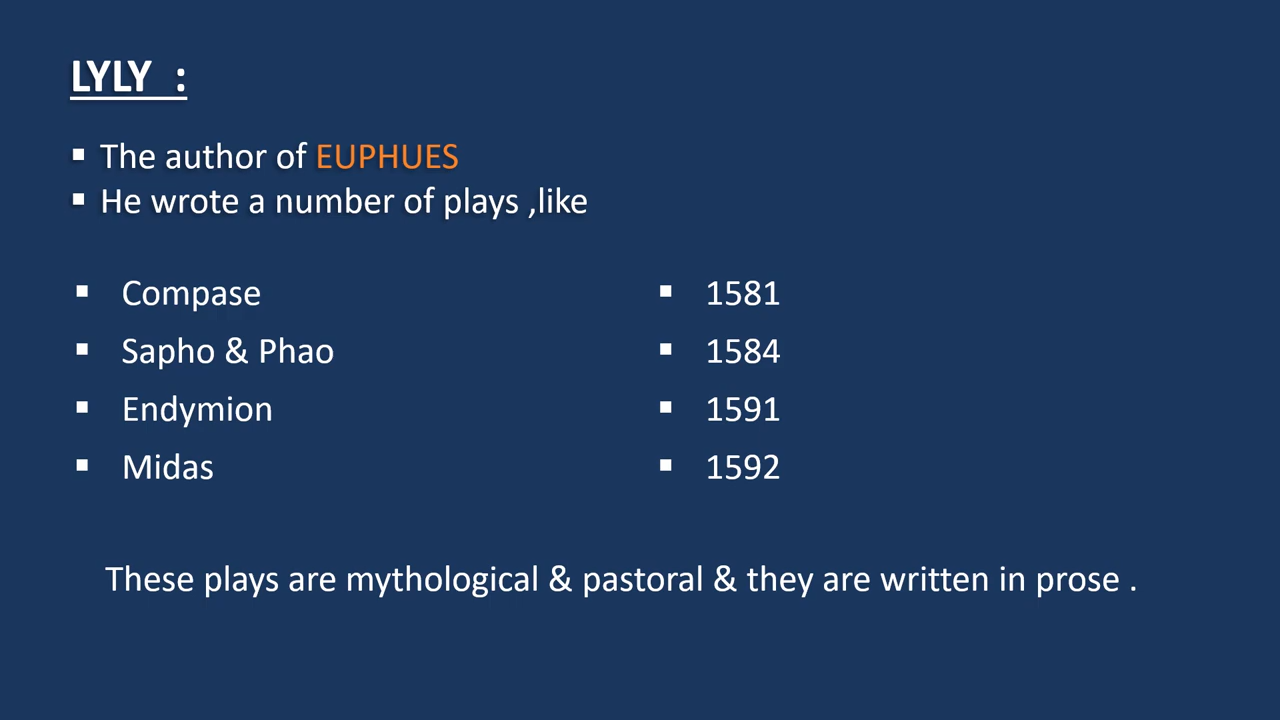 LYLY :
▪ The author of EUPHUES
▪ He wrote a number of plays ,like
▪ Compase ▪ 1581
▪ Sapho & Phao ▪ 1584
▪ Endymion ▪ 1591
▪ Midas ▪ 1592
These plays are mythological & pastoral & they are written in prose .